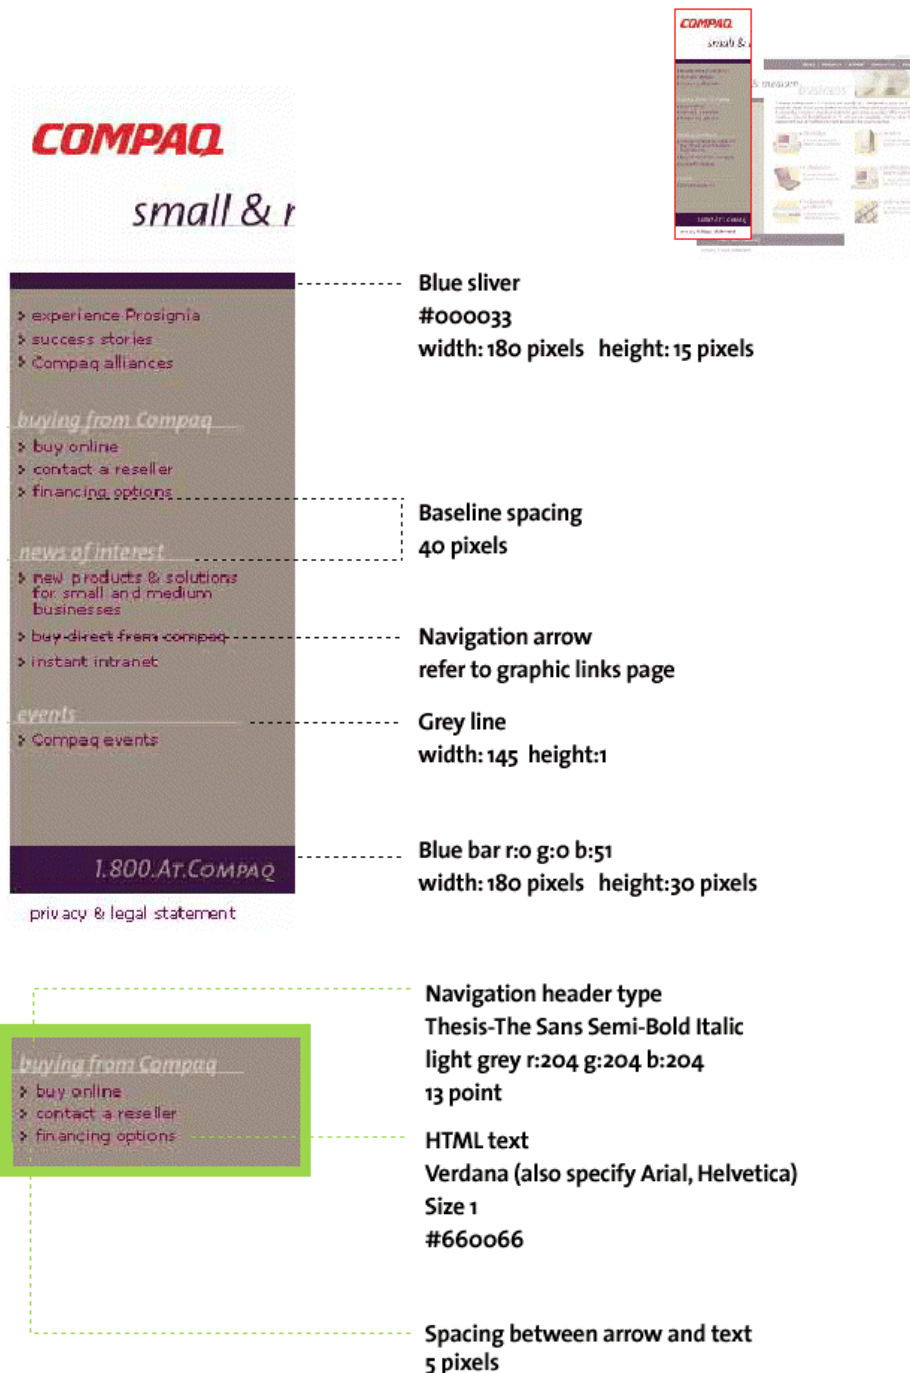 COMPAQ
small &
COMPAQ
small &
& medium
business
Blue sliver
#000033
width: 180 pixels height: 15 pixels
> experience Prosignia
> success stories
> Compaq alliances
buying from Compaq
> buy online
> contact a reseller
> financing options
Baseline spacing
40 pixels
news of interest
> new products & solutions
for small and medium
businesses
> buy direct from compaq
> instant intranet
Navigation arrow
refer to graphic links page
events
> Compaq events
Grey line
width: 145 height:1
1.800.AT.COMPAQ
Blue bar r:0 g:0 b:51
width: 180 pixels height:30 pixels
privacy & legal statement
Navigation header type
Thesis-The Sans Semi-Bold Italic
light grey r:204 g:204 b:204
13 point
buying from Compaq
> buy online
> contact a reseller
> financing options
HTML text
Verdana (also specify Arial, Helvetica)
Size 1
#660066
Spacing between arrow and text
5 pixels